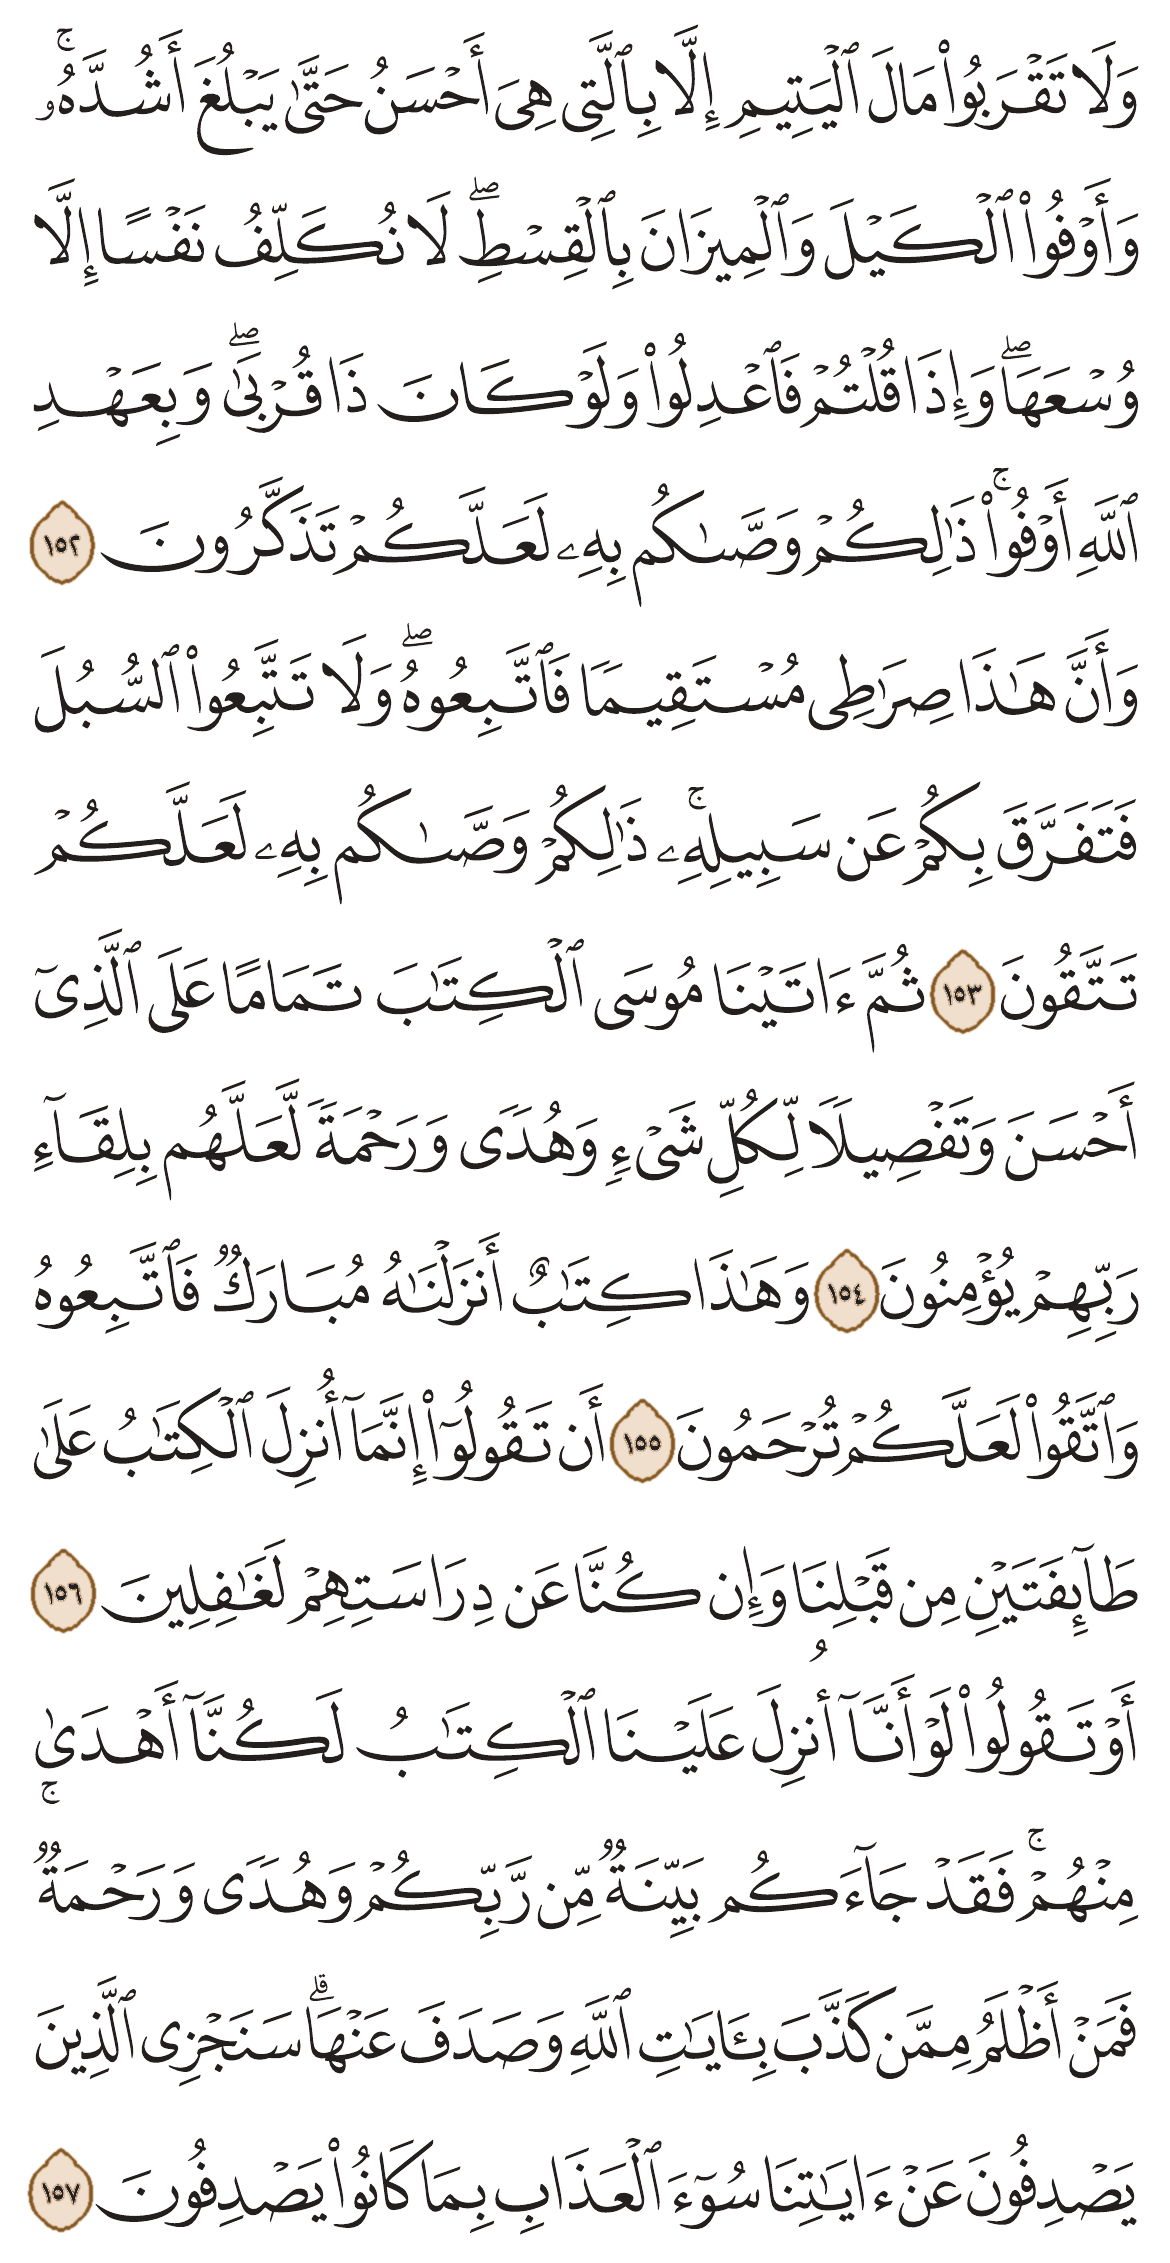 وَلَا تَقۡرَبُواْ مَالَ ٱلۡيَتِيمِ إِلَّا بِٱلَّتِي هِيَ أَحۡسَنُ حَتَّىٰ يَبۡلُغَ أَشُدَّهُۥۚ
وَأَوۡفُواْ ٱلۡكَيۡلَ وَٱلۡمِيزَانَ بِٱلۡقِسۡطِۖ لَا نُكَلِّفُ نَفۡسًا إِلَّا
وُسۡعَهَاۖ وَإِذَا قُلۡتُمۡ فَٱعۡدِلُواْ وَلَوۡ كَانَ ذَا قُرۡبَىٰۖ وَبِعَهۡدِ
ٱللَّهِ أَوۡفُواْۚ ذَٰلِكُمۡ وَصَّىٰكُم بِهِۦ لَعَلَّكُمۡ تَذَكَّرُونَ ١٥٢
وَأَنَّ هَٰذَا صِرَٰطِي مُسۡتَقِيمٗا فَٱتَّبِعُوهُۖ وَلَا تَتَّبِعُواْ ٱلسُّبُلَ
فَتَفَرَّقَ بِكُمۡ عَن سَبِيلِهِۦۚ ذَٰلِكُمۡ وَصَّىٰكُم بِهِۦ لَعَلَّكُمۡ
تَتَّقُونَ ١٥٣ ثُمَّ ءَاتَيۡنَا مُوسَى ٱلۡكِتَٰبَ تَمَامًا عَلَى ٱلَّذِيٓ
أَحۡسَنَ وَتَفۡصِيلٗا لِّكُلِّ شَيۡءٖ وَهُدٗى وَرَحۡمَةٗ لَّعَلَّهُم بِلِقَآءِ
رَبِّهِمۡ يُؤۡمِنُونَ ١٥٤ وَهَٰذَا كِتَٰبٌ أَنزَلۡنَٰهُ مُبَارَكٞ فَٱتَّبِعُوهُ
وَٱتَّقُواْ لَعَلَّكُمۡ تُرۡحَمُونَ ١٥٥ أَن تَقُولُوٓاْ إِنَّمَآ أُنزِلَ ٱلۡكِتَٰبُ عَلَىٰ
طَآئِفَتَيۡنِ مِن قَبۡلِنَا وَإِن كُنَّا عَن دِرَاسَتِهِمۡ لَغَٰفِلِينَ ١٥٦
أَوۡ تَقُولُواْ لَوۡ أَنَّآ أُنزِلَ عَلَيۡنَا ٱلۡكِتَٰبُ لَكُنَّآ أَهۡدَىٰ
مِنۡهُمۡۚ فَقَدۡ جَآءَكُم بَيِّنَةٞ مِّن رَّبِّكُمۡ وَهُدٗى وَرَحۡمَةٞۚ
فَمَنۡ أَظۡلَمُ مِمَّن كَذَّبَ بِـَٔايَٰتِ ٱللَّهِ وَصَدَفَ عَنۡهَاۗ سَنَجۡزِي ٱلَّذِينَ
يَصۡدِفُونَ عَنۡ ءَايَٰتِنَا سُوٓءَ ٱلۡعَذَابِ بِمَا كَانُواْ يَصۡدِفُونَ ١٥٧